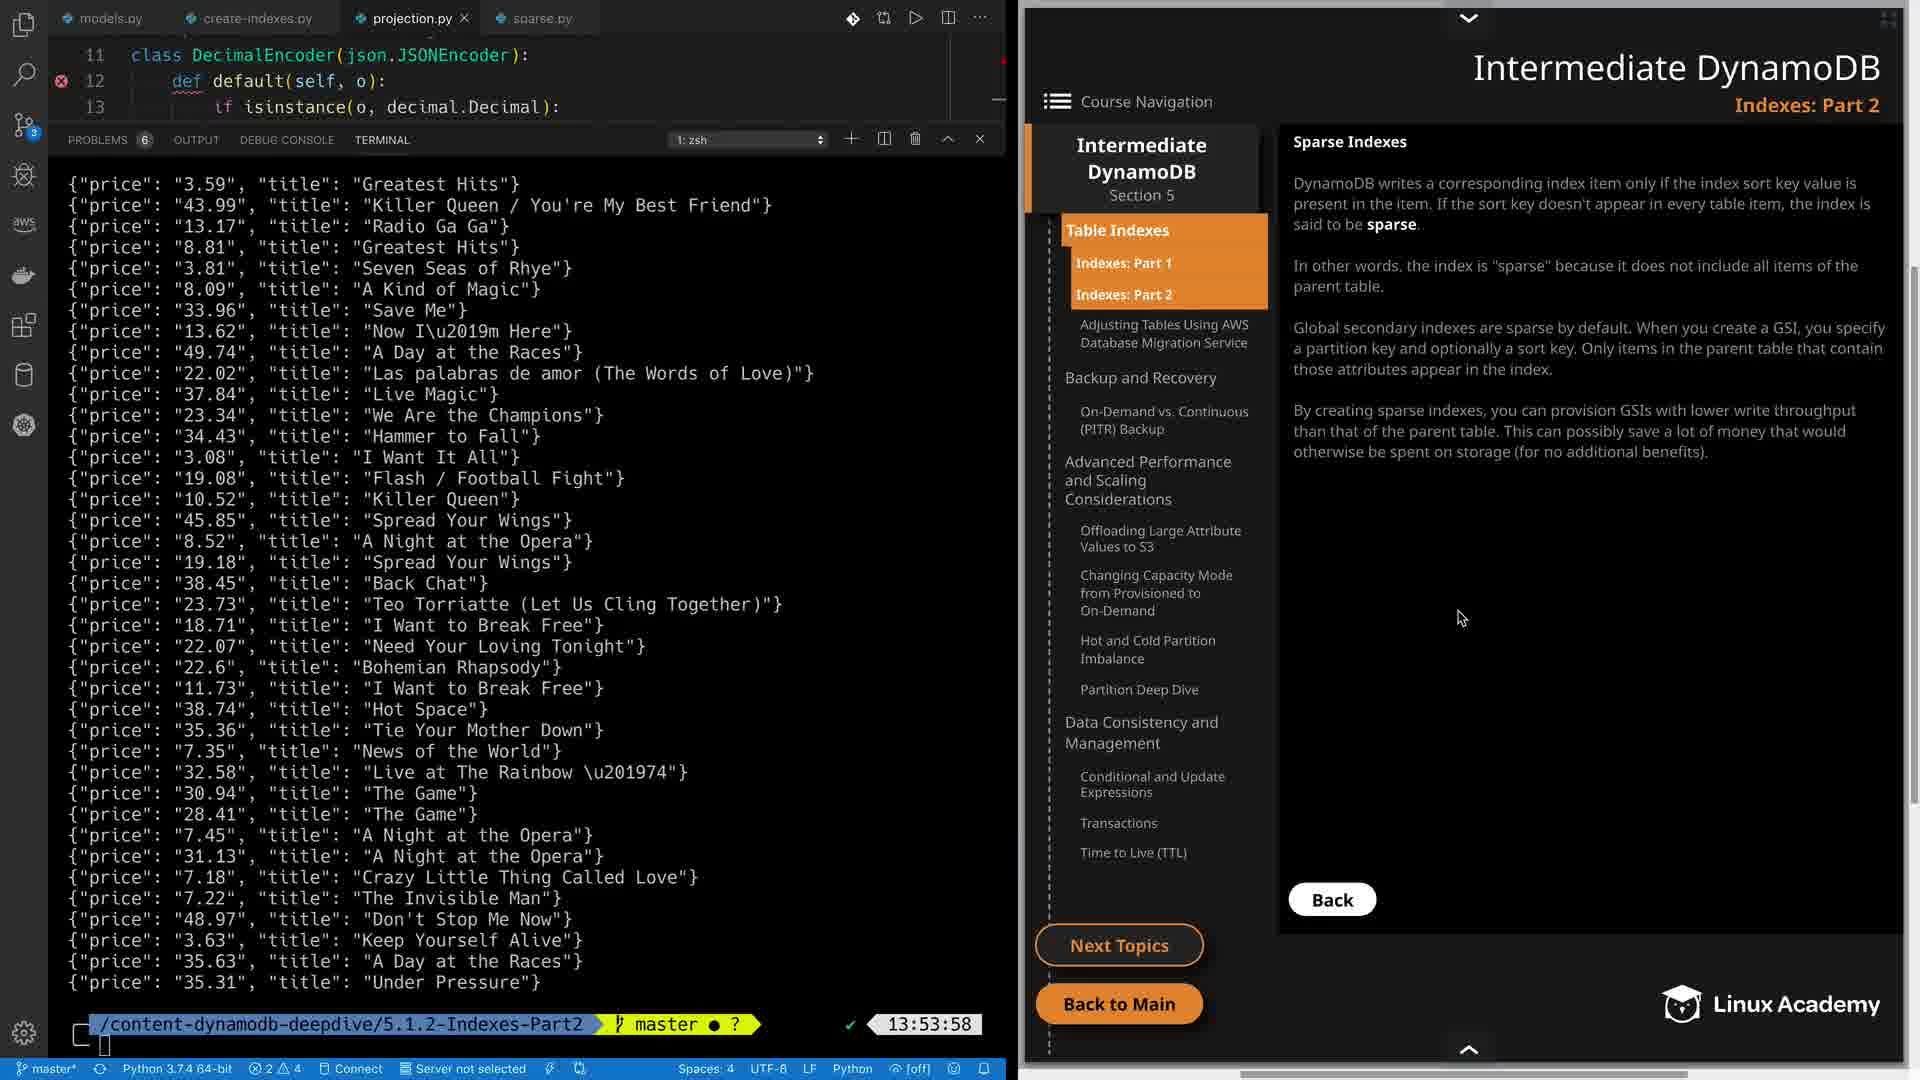 models.py
create-indexes.py
projection.py
sparse.py
11 class DecimalEncoder(json.JSONEncoder):
12 def default(self, o):
13 if isinstance(o, decimal.Decimal):
PROBLEMS 6 OUTPUT DEBUG CONSOLE TERMINAL 1: zsh
{"price": "3.59", "title": "Greatest Hits"}
{"price": "43.99", "title": "Killer Queen / You're My Best Friend"}
{"price": "13.17", "title": "Radio Ga Ga"}
{"price": "8.81", "title": "Greatest Hits"}
{"price": "3.81", "title": "Seven Seas of Rhye"}
{"price": "8.09", "title": "A Kind of Magic"}
{"price": "33.96", "title": "Save Me"}
{"price": "13.62", "title": "Now I\u2019m Here"}
{"price": "49.74", "title": "A Day at the Races"}
{"price": "22.02", "title": "Las palabras de amor (The Words of Love)"}
{"price": "37.84", "title": "Live Magic"}
{"price": "23.34", "title": "We Are the Champions"}
{"price": "34.43", "title": "Hammer to Fall"}
{"price": "3.08", "title": "I Want It All"}
{"price": "19.08", "title": "Flash / Football Fight"}
{"price": "10.52", "title": "Killer Queen"}
{"price": "45.85", "title": "Spread Your Wings"}
{"price": "8.52", "title": "A Night at the Opera"}
{"price": "19.18", "title": "Spread Your Wings"}
{"price": "38.45", "title": "Back Chat"}
{"price": "23.73", "title": "Teo Torriatte (Let Us Cling Together)"}
{"price": "18.71", "title": "I Want to Break Free"}
{"price": "22.07", "title": "Need Your Loving Tonight"}
{"price": "22.6", "title": "Bohemian Rhapsody"}
{"price": "11.73", "title": "I Want to Break Free"}
{"price": "38.74", "title": "Hot Space"}
{"price": "35.36", "title": "Tie Your Mother Down"}
{"price": "7.35", "title": "News of the World"}
{"price": "32.58", "title": "Live at The Rainbow \u201974"}
{"price": "30.94", "title": "The Game"}
{"price": "28.41", "title": "The Game"}
{"price": "7.45", "title": "A Night at the Opera"}
{"price": "31.13", "title": "A Night at the Opera"}
{"price": "7.18", "title": "Crazy Little Thing Called Love"}
{"price": "7.22", "title": "The Invisible Man"}
{"price": "48.97", "title": "Don't Stop Me Now"}
{"price": "3.63", "title": "Keep Yourself Alive"}
{"price": "35.63", "title": "A Day at the Races"}
{"price": "35.31", "title": "Under Pressure"}
/content-dynamodb-deepdive/5.1.2-Indexes-Part2 master ● ? ✔ 13:53:58
3
aws
master* Python 3.7.4 64-bit 2 4 Connect Server not selected Spaces: 4 UTF-8 LF Python [off]
Intermediate DynamoDB
Indexes: Part 2
Course Navigation
Intermediate
DynamoDB
Section 5
Table Indexes
Indexes: Part 1
Indexes: Part 2
Adjusting Tables Using AWS
Database Migration Service
Backup and Recovery
On-Demand vs. Continuous
(PITR) Backup
Advanced Performance
and Scaling
Considerations
Offloading Large Attribute
Values to S3
Changing Capacity Mode
from Provisioned to
On-Demand
Hot and Cold Partition
Imbalance
Partition Deep Dive
Data Consistency and
Management
Conditional and Update
Expressions
Transactions
Time to Live (TTL)
Next Topics
Back to Main
Sparse Indexes
DynamoDB writes a corresponding index item only if the index sort key value is
present in the item. If the sort key doesn't appear in every table item, the index is
said to be sparse.
In other words, the index is "sparse" because it does not include all items of the
parent table.
Global secondary indexes are sparse by default. When you create a GSI, you specify
a partition key and optionally a sort key. Only items in the parent table that contain
those attributes appear in the index.
By creating sparse indexes, you can provision GSIs with lower write throughput
than that of the parent table. This can possibly save a lot of money that would
otherwise be spent on storage (for no additional benefits).
Back
Linux Academy